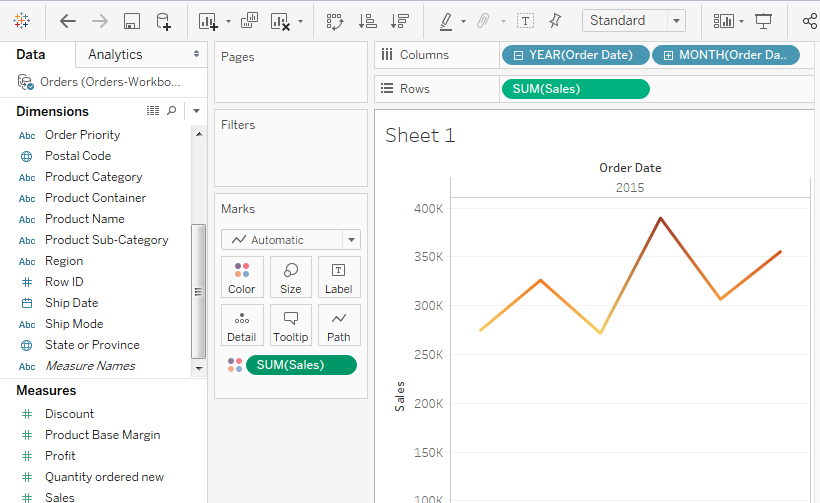 Standard
Data
Analytics
Orders (Orders-Workbo...
Dimensions
Abc Order Priority
Postal Code
Abc Product Category
Abc Product Container
Abc Product Name
Abc Product Sub-Category
Abc Region
Row ID
Ship Date
Abc Ship Mode
State or Province
Abc Measure Names
Measures
Discount
Product Base Margin
Profit
Quantity ordered new
Sales
Pages
Filters
Marks
Automatic
Color Size Label
Detail Tooltip Path
SUM(Sales)
Columns YEAR(Order Date) MONTH(Order Da..
Rows SUM(Sales)
Sheet 1
Order Date
2015
400K
350K
300K
250K
200K
150K
100K
Sales